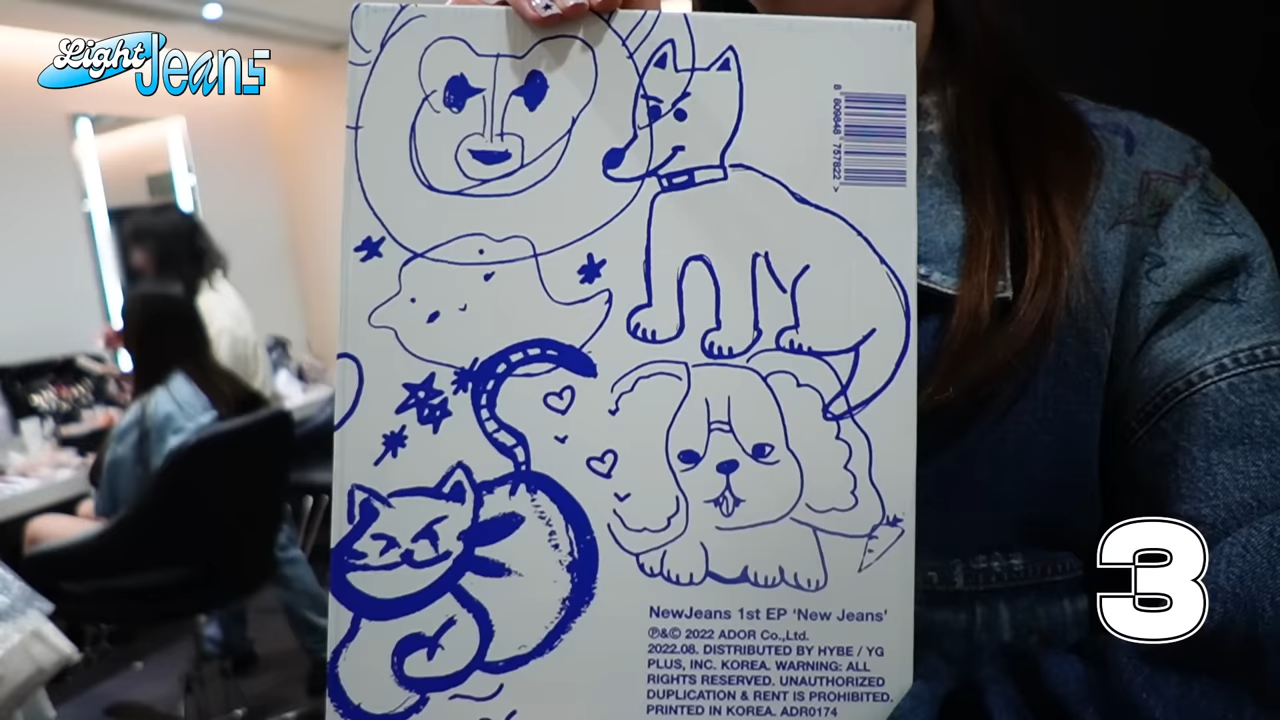 Light Jeans
8 809848 757822 >
NewJeans 1st EP 'New Jeans'
℗&© 2022 ADOR Co.,Ltd.
2022.08. DISTRIBUTED BY HYBE / YG
PLUS, INC. KOREA. WARNING: ALL
RIGHTS RESERVED. UNAUTHORIZED
DUPLICATION & RENT IS PROHIBITED.
PRINTED IN KOREA. ADR0174
3